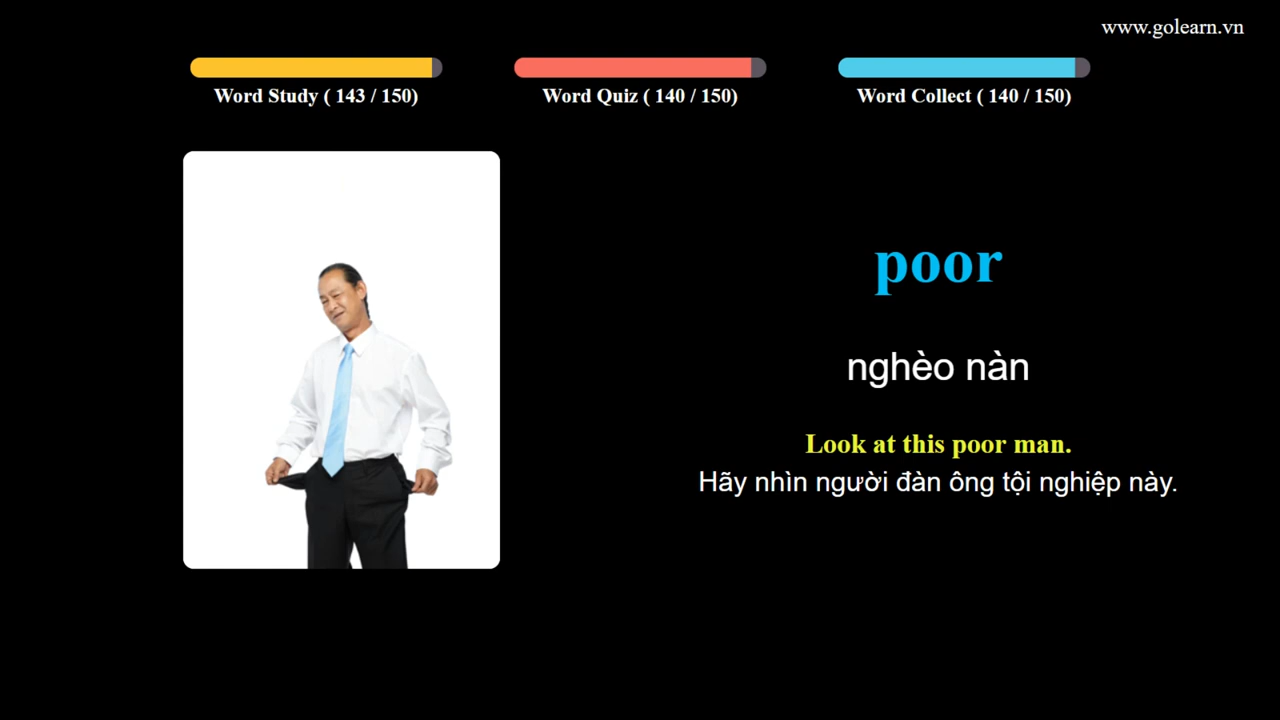 www.golearn.vn
Word Study ( 143 / 150)
Word Quiz ( 140 / 150)
Word Collect ( 140 / 150)
poor
nghèo nàn
Look at this poor man.
Hãy nhìn người đàn ông tội nghiệp này.